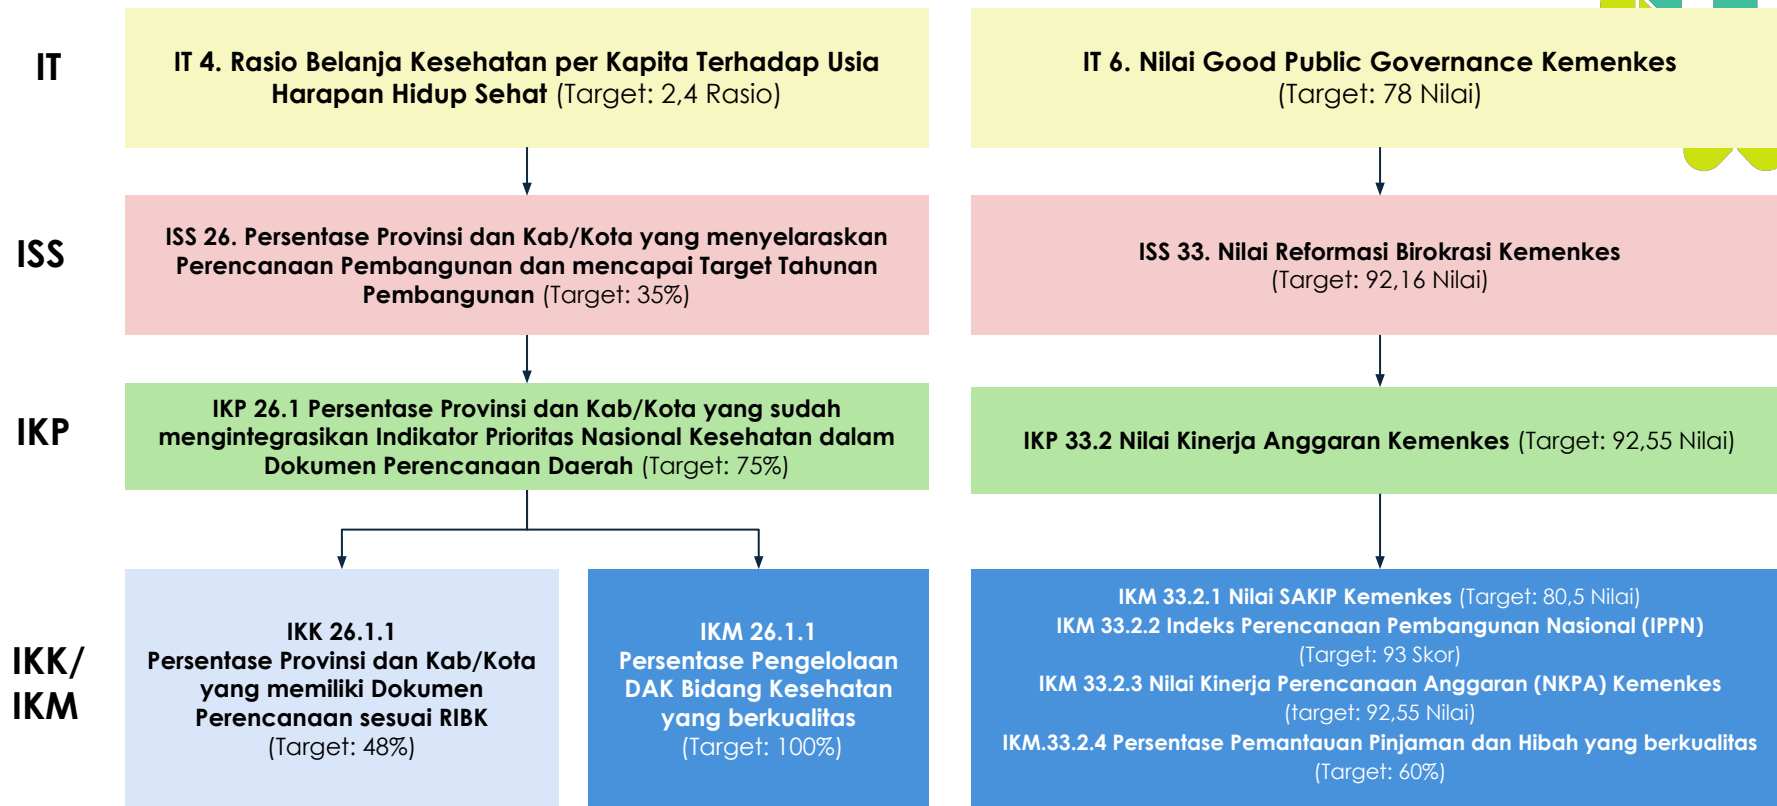 IT
IT 4. Rasio Belanja Kesehatan per Kapita Terhadap Usia
Harapan Hidup Sehat (Target: 2,4 Rasio)
IT 6. Nilai Good Public Governance Kemenkes
(Target: 78 Nilai)
ISS
ISS 26. Persentase Provinsi dan Kab/Kota yang menyelaraskan
Perencanaan Pembangunan dan mencapai Target Tahunan
Pembangunan (Target: 35%)
ISS 33. Nilai Reformasi Birokrasi Kemenkes
(Target: 92,16 Nilai)
IKP
IKP 26.1 Persentase Provinsi dan Kab/Kota yang sudah
mengintegrasikan Indikator Prioritas Nasional Kesehatan dalam
Dokumen Perencanaan Daerah (Target: 75%)
IKP 33.2 Nilai Kinerja Anggaran Kemenkes (Target: 92,55 Nilai)
IKK/
IKM
IKK 26.1.1
Persentase Provinsi dan Kab/Kota
yang memiliki Dokumen
Perencanaan sesuai RIBK
(Target: 48%)
IKM 26.1.1
Persentase Pengelolaan
DAK Bidang Kesehatan
yang berkualitas
(Target: 100%)
IKM 33.2.1 Nilai SAKIP Kemenkes (Target: 80,5 Nilai)
IKM 33.2.2 Indeks Perencanaan Pembangunan Nasional (IPPN)
(Target: 93 Skor)
IKM 33.2.3 Nilai Kinerja Perencanaan Anggaran (NKPA) Kemenkes
(target: 92,55 Nilai)
IKM.33.2.4 Persentase Pemantauan Pinjaman dan Hibah yang berkualitas
(Target: 60%)